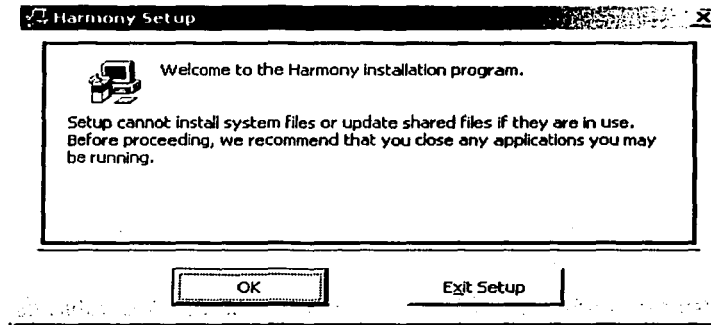 Harmony Setup
Welcome to the Harmony installation program.
Setup cannot install system files or update shared files if they are in use.
Before proceeding, we recommend that you close any applications you may
be running.
OK
Exit Setup